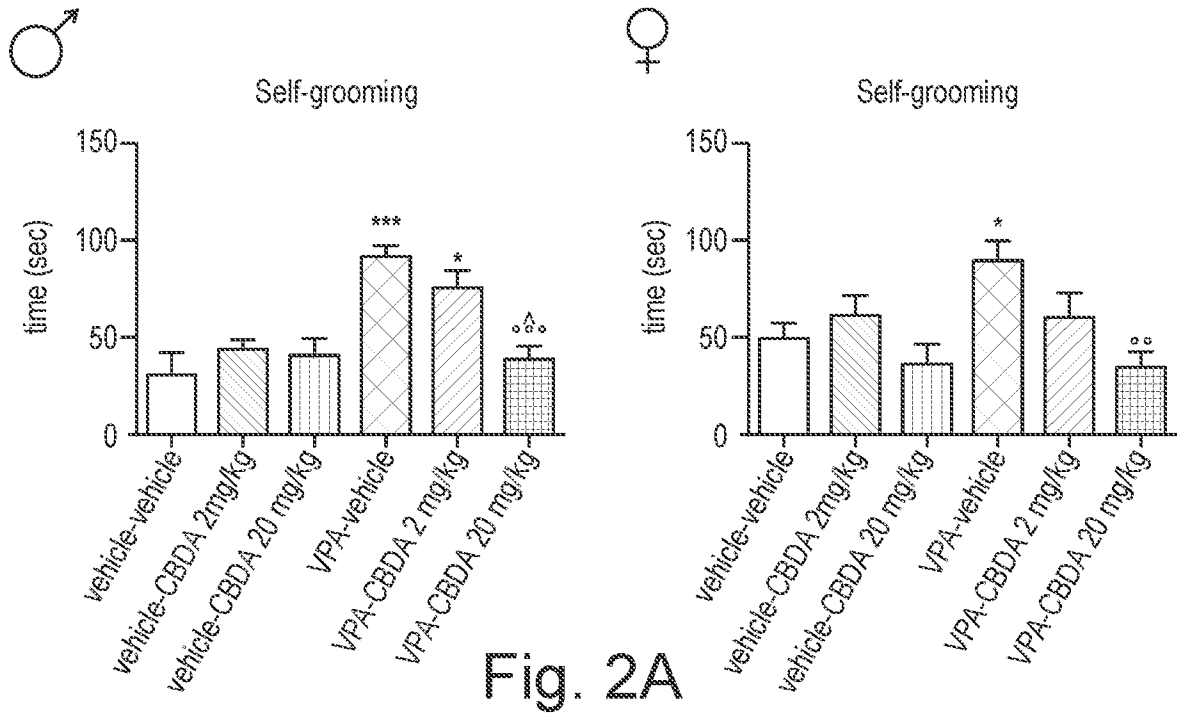 ♂
Self-grooming
time (sec)
150
100
50
0
***
*
^
°°°
vehicle-vehicle
vehicle-CBDA 2mg/kg
vehicle-CBDA 20 mg/kg
VPA-vehicle
VPA-CBDA 2 mg/kg
VPA-CBDA 20 mg/kg
♀
Self-grooming
time (sec)
150
100
50
0
*
°°
vehicle-vehicle
vehicle-CBDA 2mg/kg
vehicle-CBDA 20 mg/kg
VPA-vehicle
VPA-CBDA 2 mg/kg
VPA-CBDA 20 mg/kg
Fig. 2A